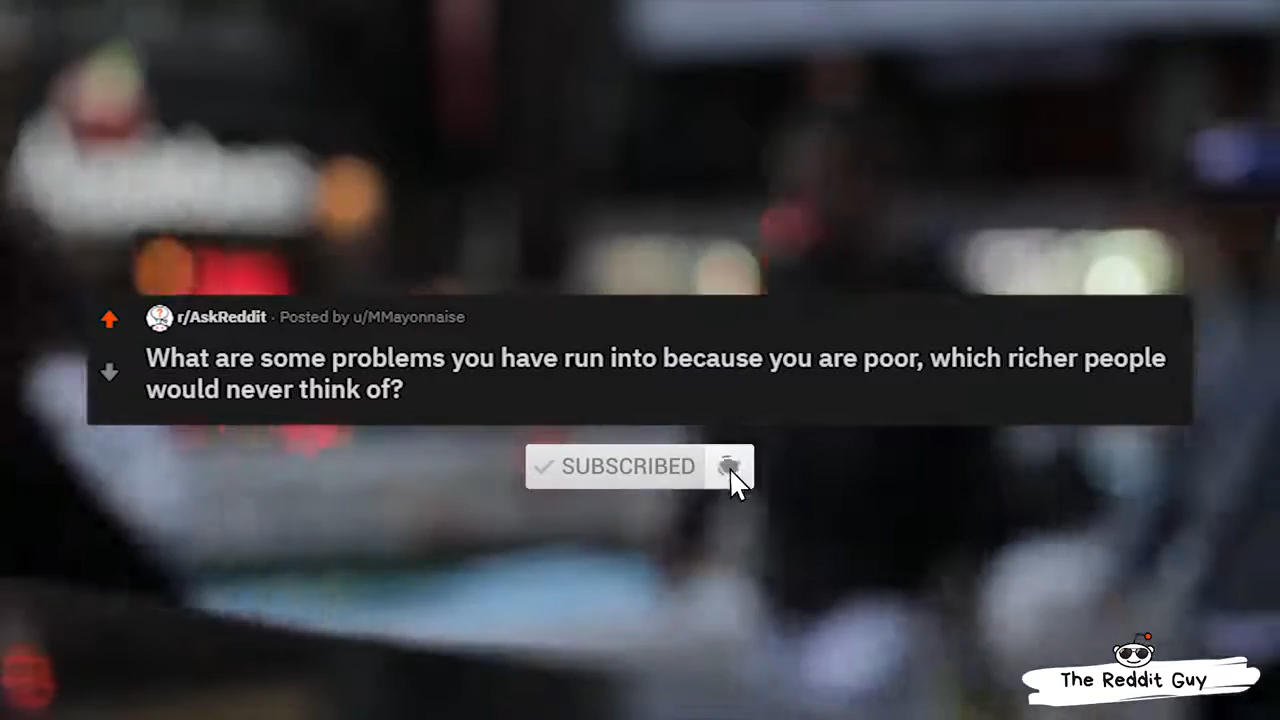 r/AskReddit · Posted by u/MMayonnaise
What are some problems you have run into because you are poor, which richer people
would never think of?
SUBSCRIBED
The Reddit Guy